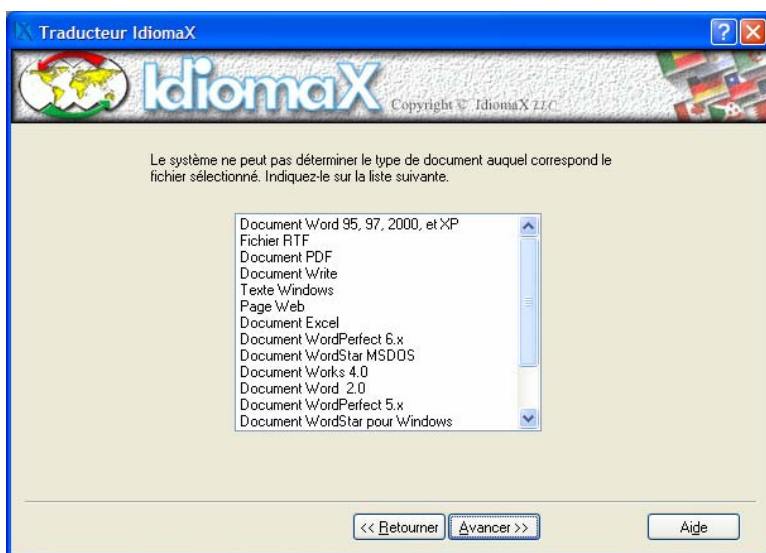 Traducteur IdiomaX
IdiomaX
Copyright © IdiomaX LLC
Le système ne peut pas déterminer le type de document auquel correspond le
fichier sélectionné. Indiquez-le sur la liste suivante.
Document Word 95, 97, 2000, et XP
Fichier RTF
Document PDF
Document Write
Texte Windows
Page Web
Document Excel
Document WordPerfect 6.x
Document WordStar MSDOS
Document Works 4.0
Document Word 2.0
Document WordPerfect 5.x
Document WordStar pour Windows
<< Retourner
Avancer >>
Aide